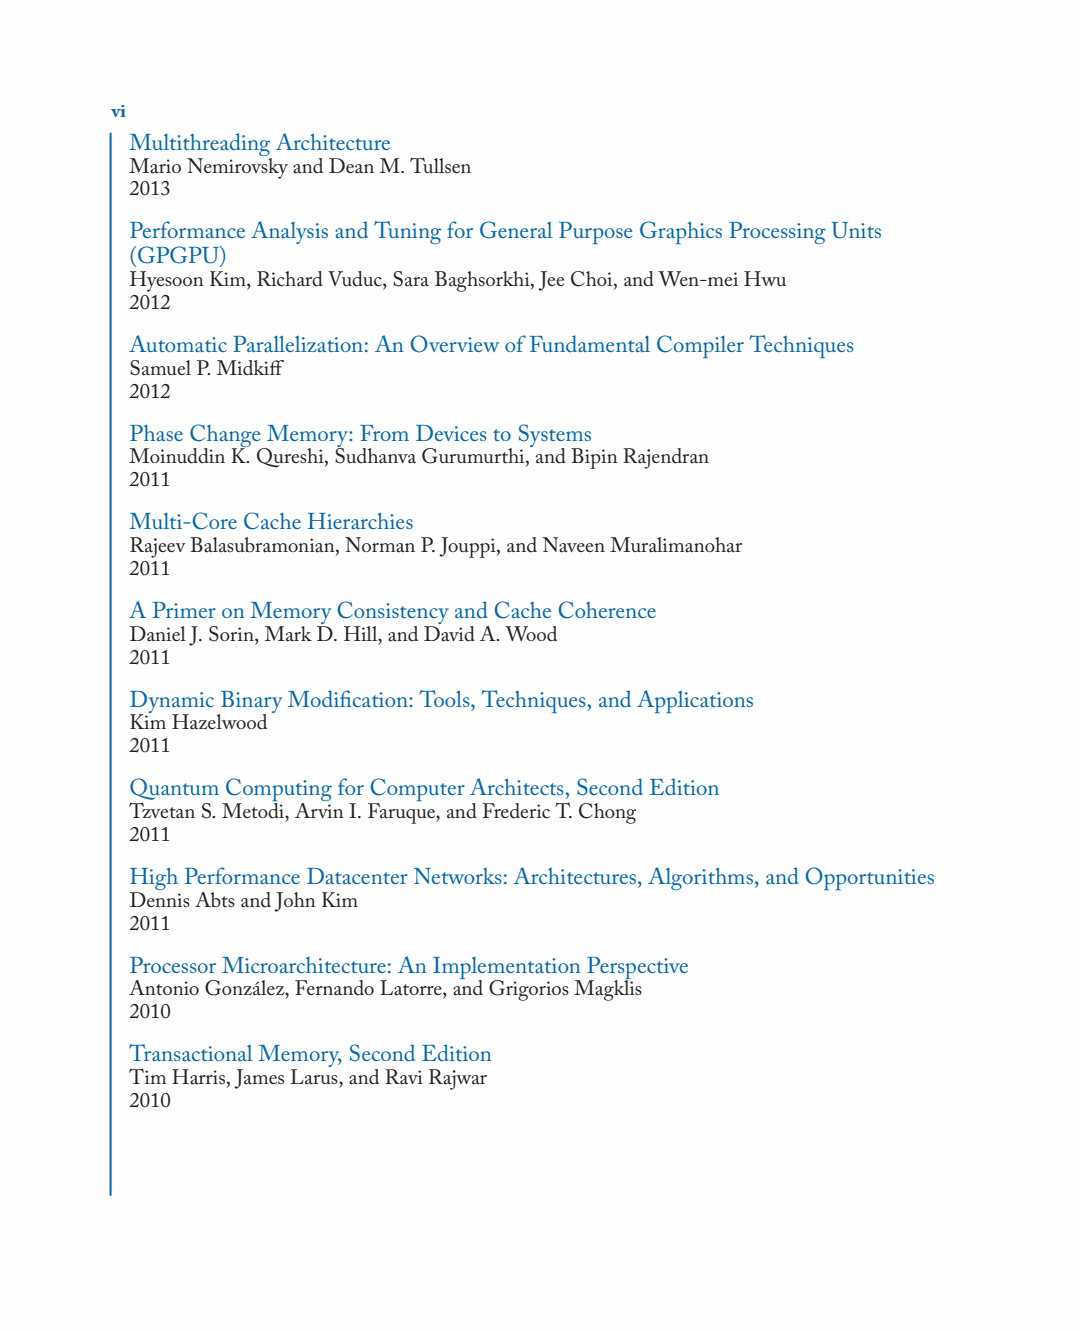 vi
Multithreading Architecture
Mario Nemirovsky and Dean M. Tullsen
2013
Performance Analysis and Tuning for General Purpose Graphics Processing Units
(GPGPU)
Hyesoon Kim, Richard Vuduc, Sara Baghsorkhi, Jee Choi, and Wen-mei Hwu
2012
Automatic Parallelization: An Overview of Fundamental Compiler Techniques
Samuel P. Midkiff
2012
Phase Change Memory: From Devices to Systems
Moinuddin K. Qureshi, Sudhanva Gurumurthi, and Bipin Rajendran
2011
Multi-Core Cache Hierarchies
Rajeev Balasubramonian, Norman P. Jouppi, and Naveen Muralimanohar
2011
A Primer on Memory Consistency and Cache Coherence
Daniel J. Sorin, Mark D. Hill, and David A. Wood
2011
Dynamic Binary Modification: Tools, Techniques, and Applications
Kim Hazelwood
2011
Quantum Computing for Computer Architects, Second Edition
Tzvetan S. Metodi, Arvin I. Faruque, and Frederic T. Chong
2011
High Performance Datacenter Networks: Architectures, Algorithms, and Opportunities
Dennis Abts and John Kim
2011
Processor Microarchitecture: An Implementation Perspective
Antonio González, Fernando Latorre, and Grigorios Magklis
2010
Transactional Memory, Second Edition
Tim Harris, James Larus, and Ravi Rajwar
2010